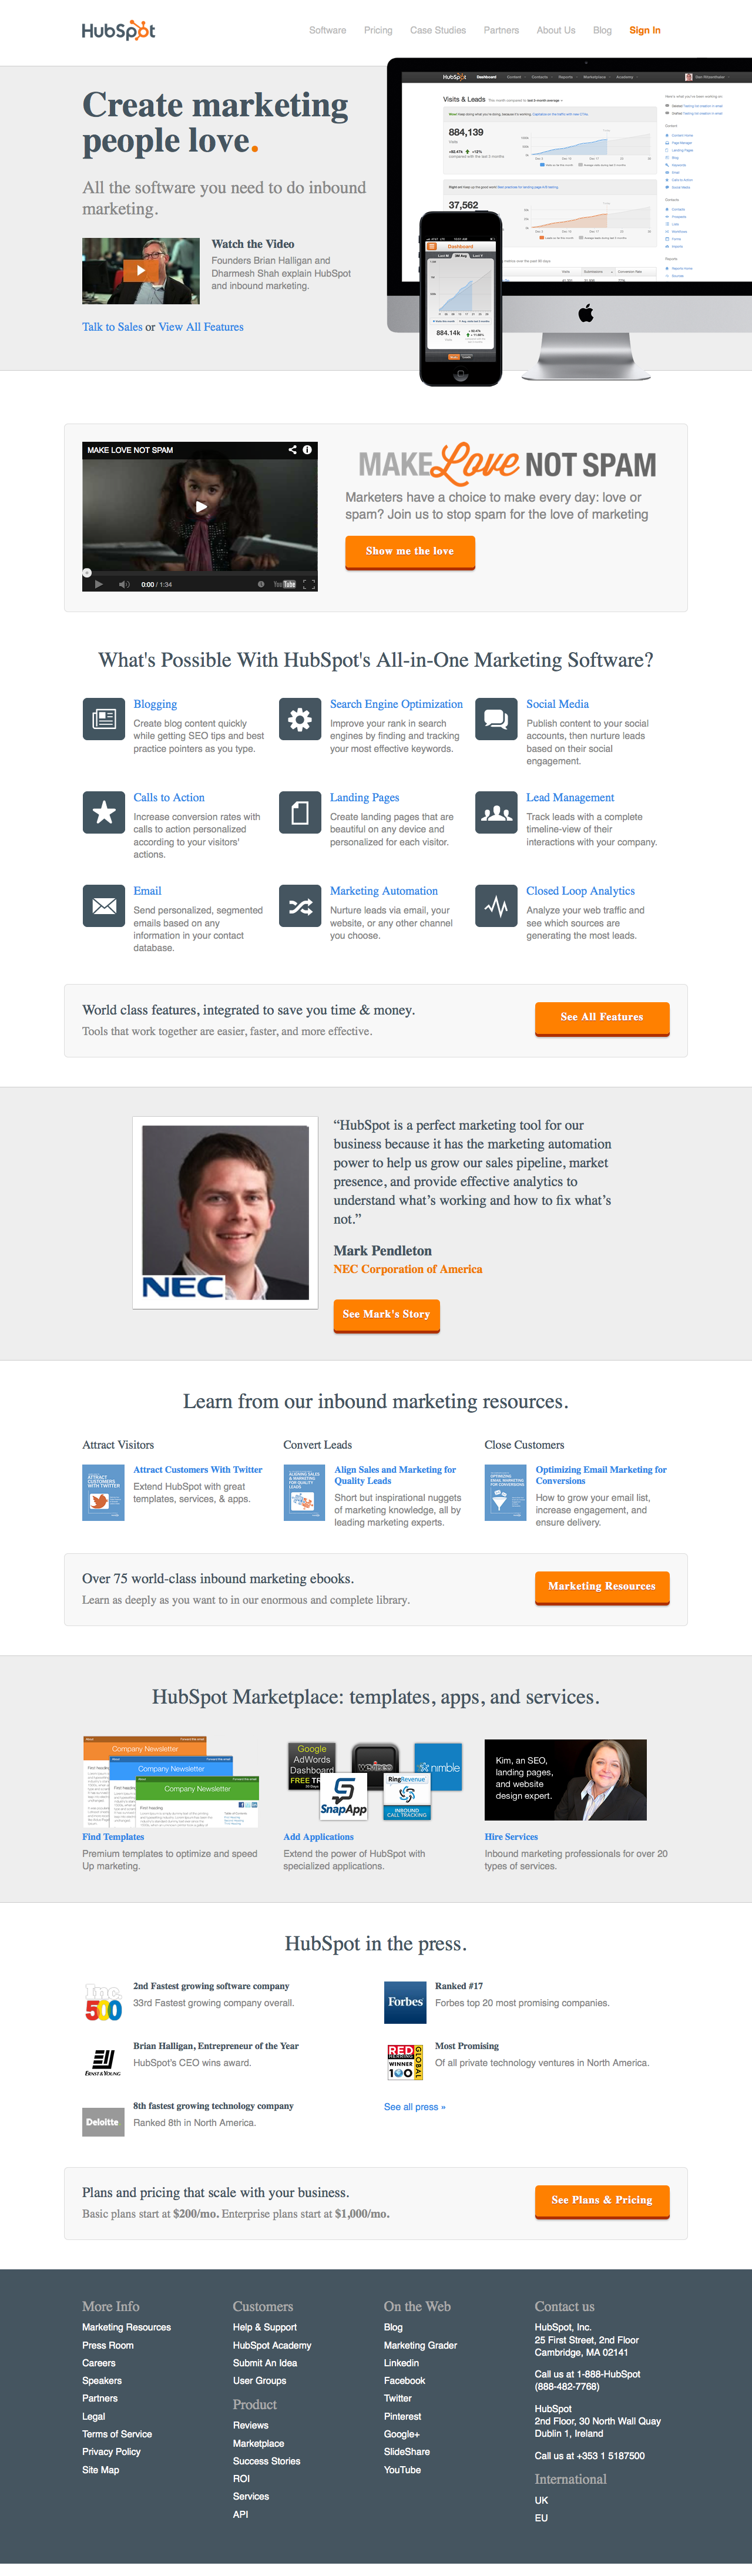 HubSpot
Software Pricing Case Studies Partners About Us Blog Sign In
Create marketing
people love.
All the software you need to do inbound
marketing.
Watch the Video
Founders Brian Halligan and
Dharmesh Shah explain HubSpot
and inbound marketing.
Talk to Sales or View All Features
HubSpot Dashboard Content Contacts Reports Marketplace Academy
Visits & Leads
884,139
37,562
Dashboard
884.14k
MAKE LOVE NOT SPAM
0:00 / 1:34
YouTube
MAKE Love NOT SPAM
Marketers have a choice to make every day: love or
spam? Join us to stop spam for the love of marketing
Show me the love
What's Possible With HubSpot's All-in-One Marketing Software?
Blogging
Create blog content quickly
while getting SEO tips and best
practice pointers as you type.
Search Engine Optimization
Improve your rank in search
engines by finding and tracking
your most effective keywords.
Social Media
Publish content to your social
accounts, then nurture leads
based on their social
engagement.
Calls to Action
Increase conversion rates with
calls to action personalized
according to your visitors'
actions.
Landing Pages
Create landing pages that are
beautiful on any device and
personalized for each visitor.
Lead Management
Track leads with a complete
timeline-view of their
interactions with your company.
Email
Send personalized, segmented
emails based on any
information in your contact
database.
Marketing Automation
Nurture leads via email, your
website, or any other channel
you choose.
Closed Loop Analytics
Analyze your web traffic and
see which sources are
generating the most leads.
World class features, integrated to save you time & money.
Tools that work together are easier, faster, and more effective.
See All Features
NEC
“HubSpot is a perfect marketing tool for our
business because it has the marketing automation
power to help us grow our sales pipeline, market
presence, and provide effective analytics to
understand what’s working and how to fix what’s
not.”
Mark Pendleton
NEC Corporation of America
See Mark's Story
Learn from our inbound marketing resources.
Attract Visitors
ATTRACT
CUSTOMERS
WITH TWITTER
Attract Customers With Twitter
Extend HubSpot with great
templates, services, & apps.
Convert Leads
ALIGNING SALES
& MARKETING
FOR QUALITY
LEADS
Align Sales and Marketing for
Quality Leads
Short but inspirational nuggets
of marketing knowledge, all by
leading marketing experts.
Close Customers
OPTIMIZING
EMAIL MARKETING
FOR CONVERSIONS
Optimizing Email Marketing for
Conversions
How to grow your email list,
increase engagement, and
ensure delivery.
Over 75 world-class inbound marketing ebooks.
Learn as deeply as you want to in our enormous and complete library.
Marketing Resources
HubSpot Marketplace: templates, apps, and services.
Company Newsletter
Company Newsletter
Company Newsletter
Find Templates
Premium templates to optimize and speed
Up marketing.
Google
AdWords
Dashboard
nimble
SnapApp
RingRevenue
INBOUND
CALL TRACKING
Add Applications
Extend the power of HubSpot with
specialized applications.
Kim, an SEO,
landing pages,
and website
design expert.
Hire Services
Inbound marketing professionals for over 20
types of services.
HubSpot in the press.
Inc.
500
2nd Fastest growing software company
33rd Fastest growing company overall.
Forbes
Ranked #17
Forbes top 20 most promising companies.
ERNST & YOUNG
Brian Halligan, Entrepreneur of the Year
HubSpot's CEO wins award.
RED
HERRING
WINNER
100
GLOBAL
Most Promising
Of all private technology ventures in North America.
Deloitte.
8th fastest growing technology company
Ranked 8th in North America.
See all press »
Plans and pricing that scale with your business.
Basic plans start at $200/mo. Enterprise plans start at $1,000/mo.
See Plans & Pricing
More Info
Marketing Resources
Press Room
Careers
Speakers
Partners
Legal
Terms of Service
Privacy Policy
Site Map
Customers
Help & Support
HubSpot Academy
Submit An Idea
User Groups
Product
Reviews
Marketplace
Success Stories
ROI
Services
API
On the Web
Blog
Marketing Grader
Linkedin
Facebook
Twitter
Pinterest
Google+
SlideShare
YouTube
Contact us
HubSpot, Inc.
25 First Street, 2nd Floor
Cambridge, MA 02141
Call us at 1-888-HubSpot
(888-482-7768)
HubSpot
2nd Floor, 30 North Wall Quay
Dublin 1, Ireland
Call us at +353 1 5187500
International
UK
EU